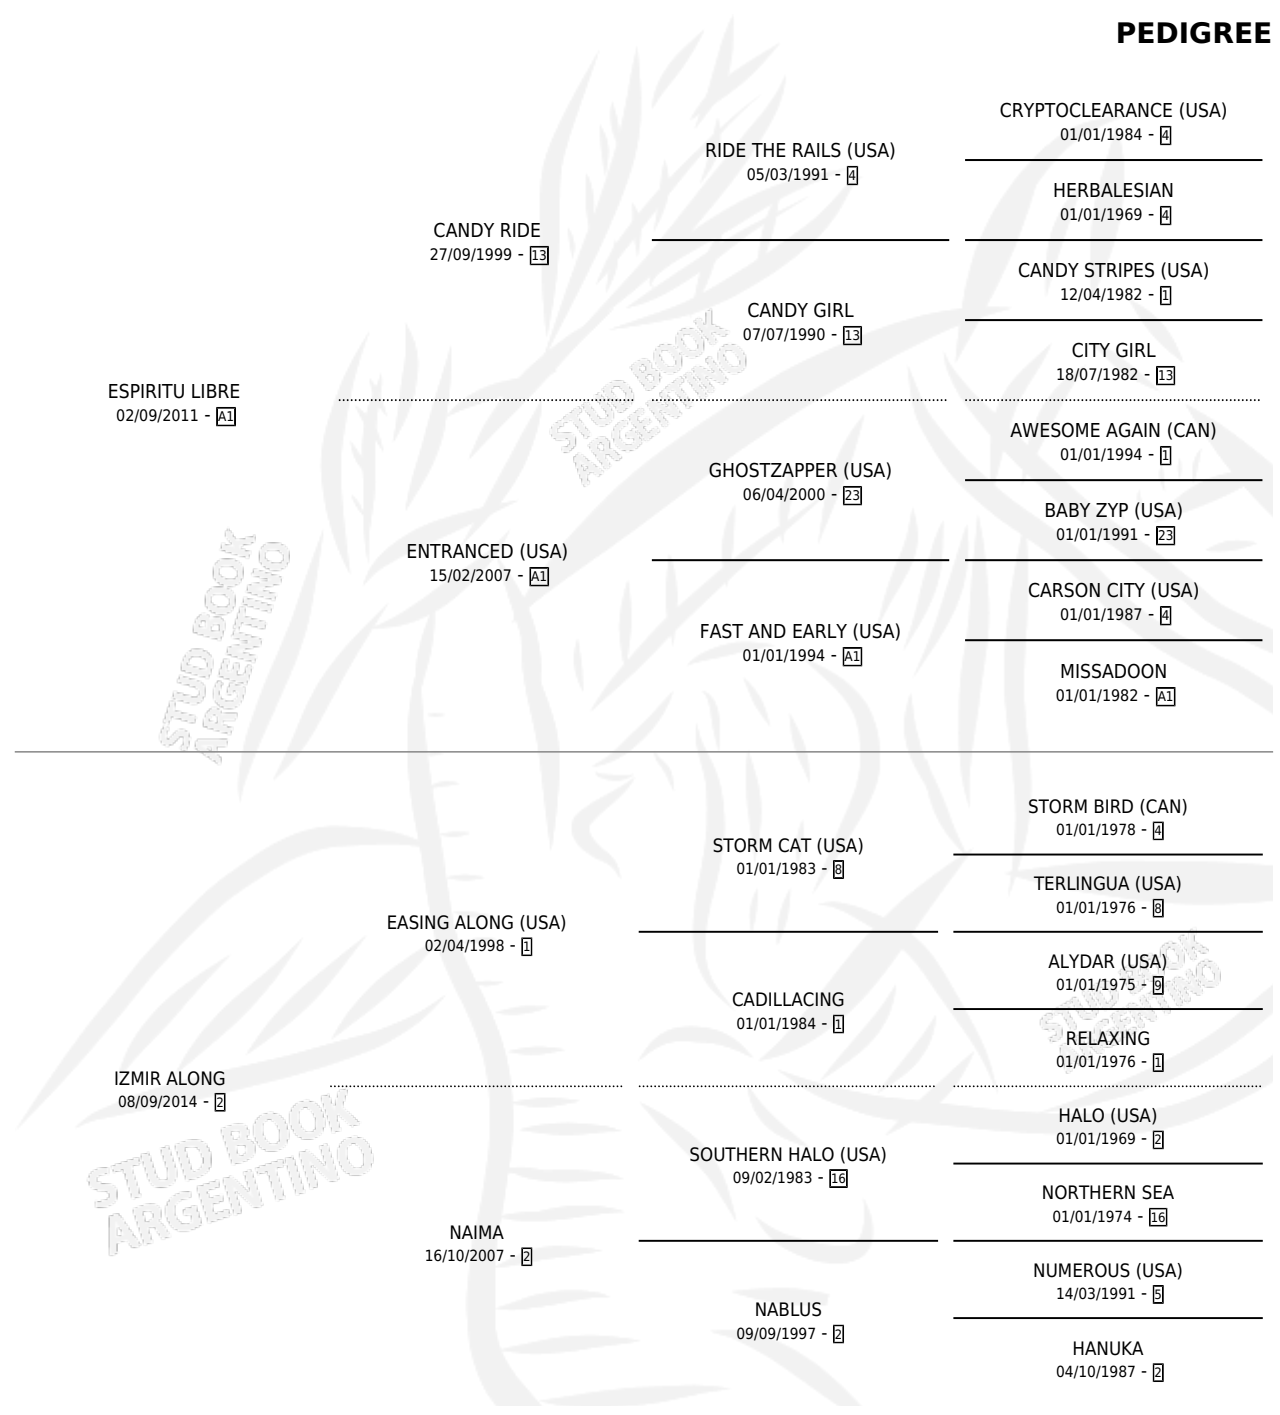 PEDIGREE
CRYPTOCLEARANCE (USA)
01/01/1984 - 4
RIDE THE RAILS (USA)
05/03/1991 - 4
HERBALESIAN
01/01/1969 - 4
CANDY RIDE
27/09/1999 - 13
CANDY STRIPES (USA)
12/04/1982 - 1
CANDY GIRL
07/07/1990 - 13
CITY GIRL
18/07/1982 - 13
ESPIRITU LIBRE
02/09/2011 - A1
AWESOME AGAIN (CAN)
01/01/1994 - 1
GHOSTZAPPER (USA)
06/04/2000 - 23
BABY ZYP (USA)
01/01/1991 - 23
ENTRANCED (USA)
15/02/2007 - A1
CARSON CITY (USA)
01/01/1987 - 4
FAST AND EARLY (USA)
01/01/1994 - A1
MISSADOON
01/01/1982 - A1
STORM BIRD (CAN)
01/01/1978 - 4
STORM CAT (USA)
01/01/1983 - 8
TERLINGUA (USA)
01/01/1976 - 8
EASING ALONG (USA)
02/04/1998 - 1
ALYDAR (USA)
01/01/1975 - 9
CADILLACING
01/01/1984 - 1
RELAXING
01/01/1976 - 1
IZMIR ALONG
08/09/2014 - 2
HALO (USA)
01/01/1969 - 2
SOUTHERN HALO (USA)
09/02/1983 - 16
NORTHERN SEA
01/01/1974 - 16
NAIMA
16/10/2007 - 2
NUMEROUS (USA)
14/03/1991 - 5
NABLUS
09/09/1997 - 2
HANUKA
04/10/1987 - 2
STUD BOOK
ARGENTINO
STUD BOOK
ARGENTINO
STUD BOOK
ARGENTINO
STUD BOOK
ARGENTINO